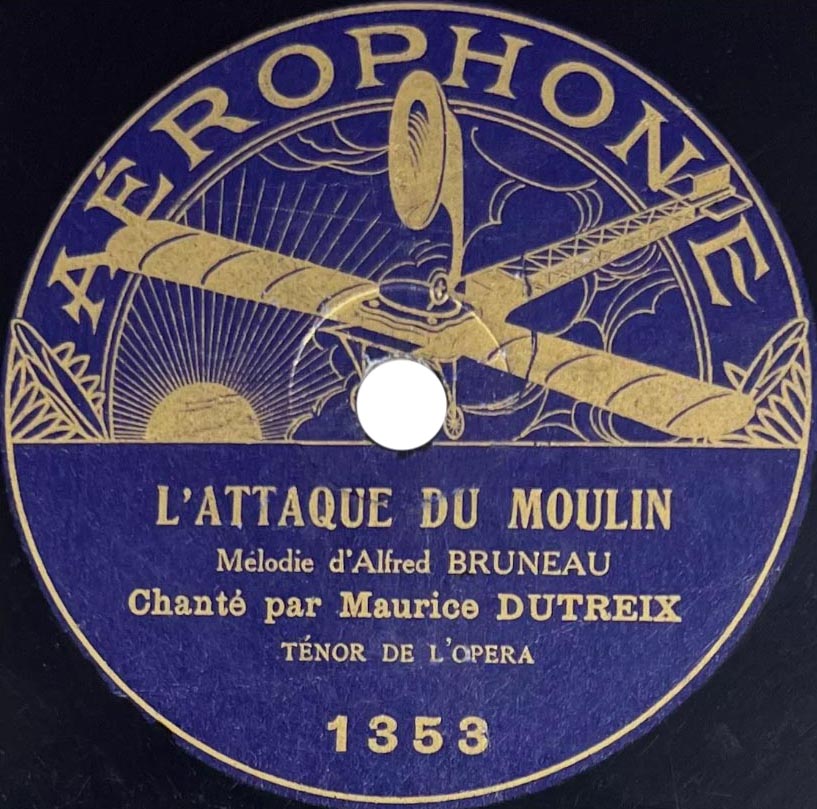 AÉROPHONE
L'ATTAQUE DU MOULIN
Mélodie d'Alfred BRUNEAU
Chanté par Maurice DUTREIX
TÉNOR DE L'OPERA
1353